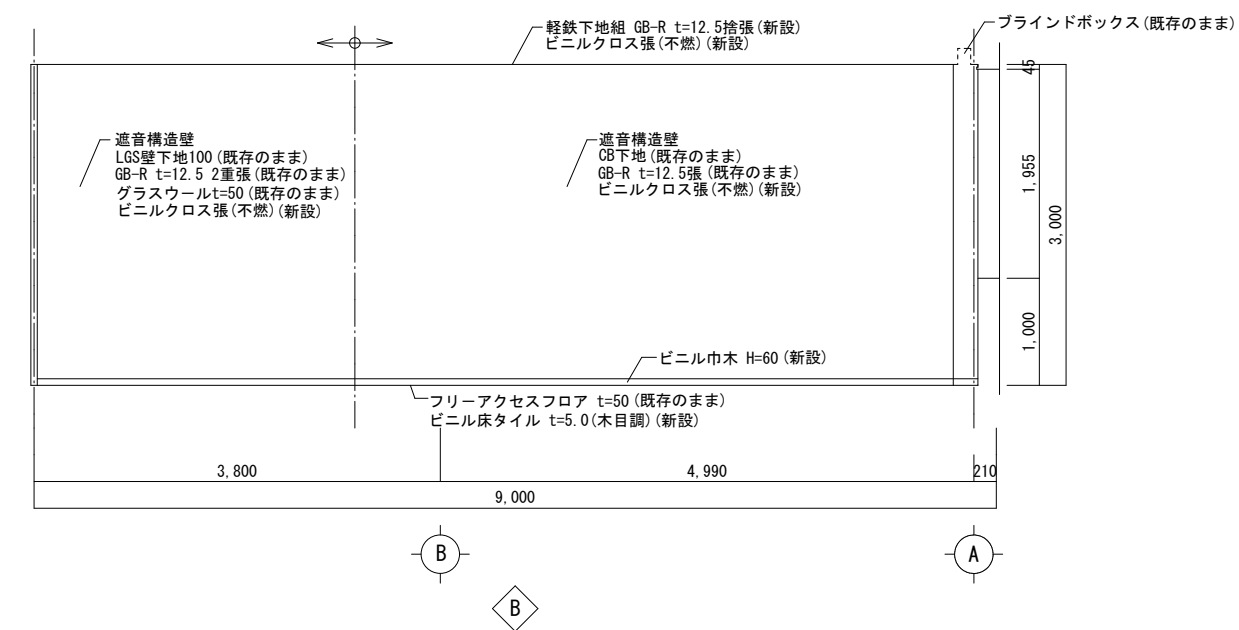 軽鉄下地組 GB-R t=12.5捨張(新設)
ビニルクロス張(不燃)(新設)
ブラインドボックス(既存のまま)
遮音構造壁
LGS壁下地100(既存のまま)
GB-R t=12.5 2重張(既存のまま)
グラスウールt=50(既存のまま)
ビニルクロス張(不燃)(新設)
遮音構造壁
CB下地(既存のまま)
GB-R t=12.5張(既存のまま)
ビニルクロス張(不燃)(新設)
45
1,955
3,000
1,000
ビニル巾木 H=60(新設)
フリーアクセスフロア t=50(既存のまま)
ビニル床タイル t=5.0(木目調)(新設)
3,800
4,990
210
9,000
B
A
B